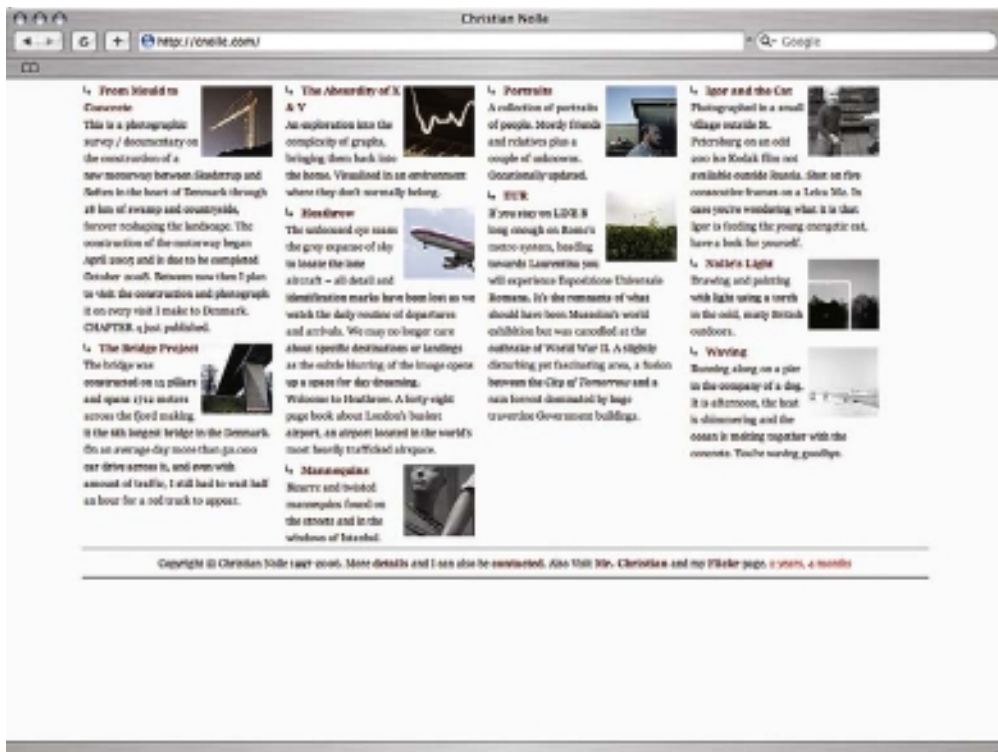 Christian Nolle
http://cnolle.com/
Google
From Mould to
Concrete
This is a photographic
survey / documentary on
the construction of a
new motorway between Skødstrup and
Søften in the heart of Denmark through
18 km of swamp and countryside,
forever reshaping the landscape. The
construction of the motorway began
April 2005 and is due to be completed
October 2008. Between now then I plan
to visit the construction and photograph
it on every visit I make to Denmark.
CHAPTER 4 just published.
The Bridge Project
The bridge was
constructed on 15 pillars
and spans 1712 meters
across the fjord making
it the 6th longest bridge in the Denmark.
On an average day more than 50.000
car drive across it, and even with
amount of traffic, I still had to wait half
an hour for a red truck to appear.
The Absurdity of X
& Y
An exploration into the
complexity of graphs,
bringing them back into
the home. Visualised in an environment
where they don't normally belong.
Heathrow
The unfocused eye scans
the grey expanse of sky
to locate the lone
aircraft – all detail and
identification marks have been lost as we
watch the daily routine of departures
and arrivals. We may no longer care
about specific destinations or landings
as the subtle blurring of the image opens
up a space for day dreaming.
Welcome to Heathrow. A forty-eight
page book about London's busiest
airport, an airport located in the world's
most heavily trafficked airspace.
Mannequins
Bizarre and twisted
mannequins found on
the streets and in the
windows of Istanbul.
Portraits
A collection of portraits
of people. Mostly friends
and relatives plus a
couple of unknowns.
Occationally updated.
EUR
If you stay on LINE B
long enough on Rome's
metro system, heading
towards Laurentina you
will experience Esposizione Universale
Romana. It's the remnants of what
should have been Mussolini's world
exhibition but was cancelled at the
outbreak of World War II. A slightly
disturbing yet fascinating area, a fusion
between the City of Tomorrow and a
rain forrest dominated by huge
travertine Government buildings.
Igor and the Cat
Photographed in a small
village outside St.
Petersburg on an odd
200 iso Kodak film not
available outside Russia. Shot on five
consecutive frames on a Leica M6. In
case you're wondering what it is that
Igor is feeding the young energetic cat,
have a look for yourself.
Nolle's Light
Drawing and painting
with light using a torch
in the cold, musty British
outdoors.
Waving
Running along on a pier
in the company of a dog.
It is afternoon, the heat
is shimmering and the
ocean is melting together with the
concrete. You're waving goodbye.
Copyright © Christian Nolle 1997-2006. More details and I can also be contacted. Also Visit Mr. Christian and my Flickr page. 2 years, 4 months